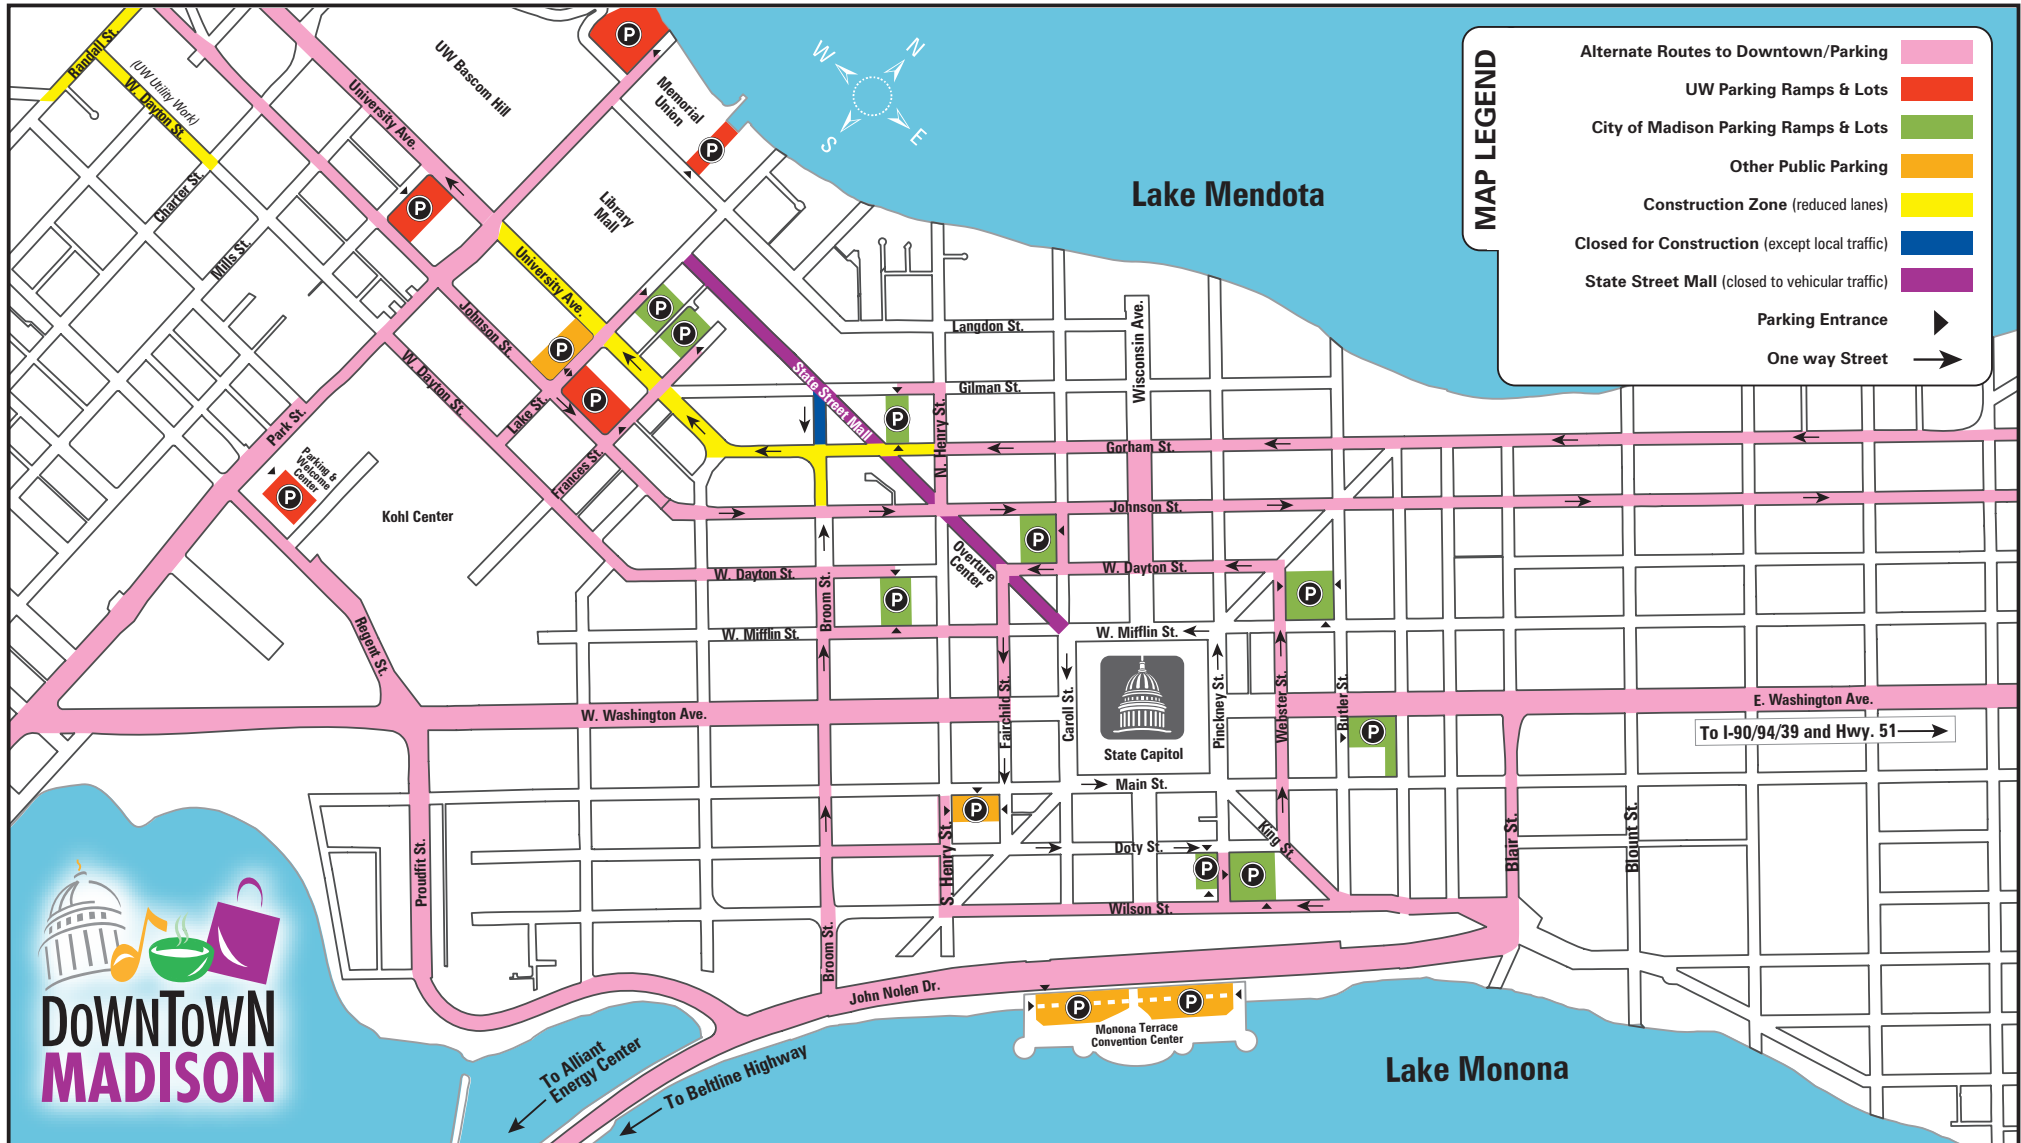 MAP LEGEND
Alternate Routes to Downtown/Parking
UW Parking Ramps & Lots
City of Madison Parking Ramps & Lots
Other Public Parking
Construction Zone (reduced lanes)
Closed for Construction (except local traffic)
State Street Mall (closed to vehicular traffic)
Parking Entrance
One way Street
N
W
E
S
Lake Mendota
Randall St.
(UW Utility Work)
W. Dayton St.
University Ave.
UW Bascom Hill
P
Memorial
Union
P
P
Library
Mall
Charter St.
Mills St.
University Ave.
Johnson St.
P
P
P
P
W. Dayton St.
Lake St.
Frances St.
Park St.
Parking &
Welcome
Center
P
Kohl Center
State Street Mall
Langdon St.
Wisconsin Ave.
Gilman St.
P
N. Henry St.
Gorham St.
Johnson St.
P
Overture
Center
W. Dayton St.
W. Dayton St.
P
P
Broom St.
W. Mifflin St.
W. Mifflin St.
Regent St.
W. Washington Ave.
Fairchild St.
Carroll St.
State Capitol
Pinckney St.
Webster St.
Butler St.
P
E. Washington Ave.
To I-90/94/39 and Hwy. 51
Main St.
P
S. Henry St.
Doty St.
P
P
King St.
Wilson St.
Blair St.
Blount St.
Proudfit St.
Broom St.
John Nolen Dr.
P
P
Monona Terrace
Convention Center
Lake Monona
To Alliant
Energy Center
To Beltline Highway
DOWNTOWN
MADISON